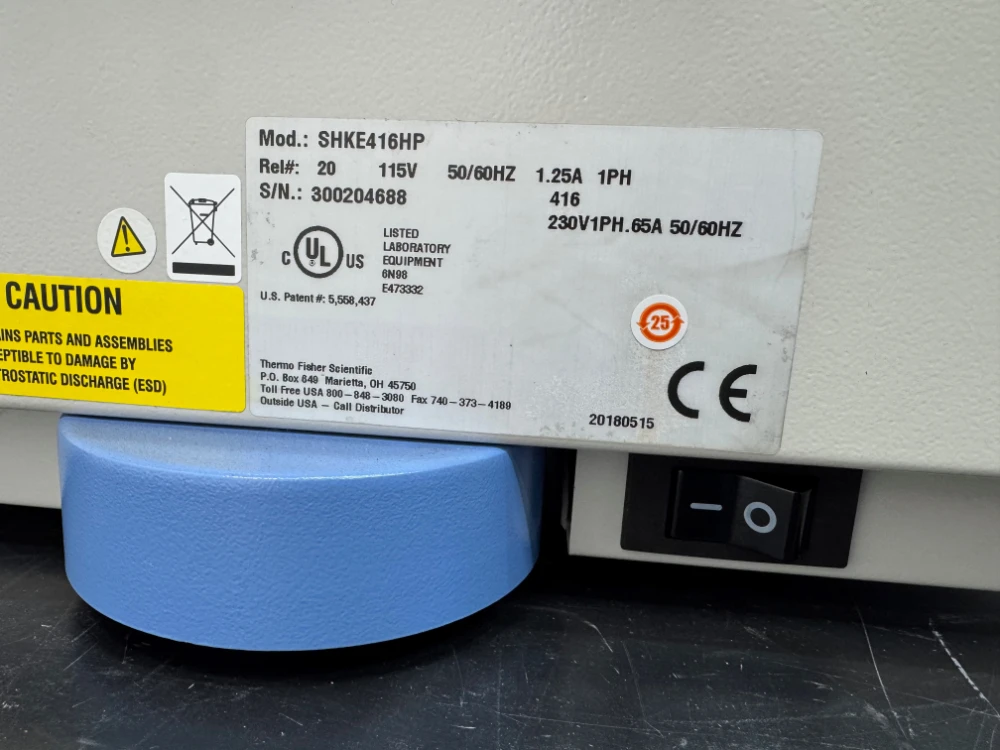 Mod.: SHKE416HP
Rel#: 20 115V 50/60HZ 1.25A 1PH
S/N.: 300204688 416
230V1PH.65A 50/60HZ
C UL US
LISTED
LABORATORY
EQUIPMENT
6N98
E473332
U.S. Patent #: 5,558,437
25
Thermo Fisher Scientific
P.O. Box 649 Marietta, OH 45750
Toll Free USA 800-848-3080 Fax 740-373-4189
Outside USA - Call Distributor
20180515
CE
CAUTION
PARTS AND ASSEMBLIES
TO DAMAGE BY
DISCHARGE (ESD)
I O